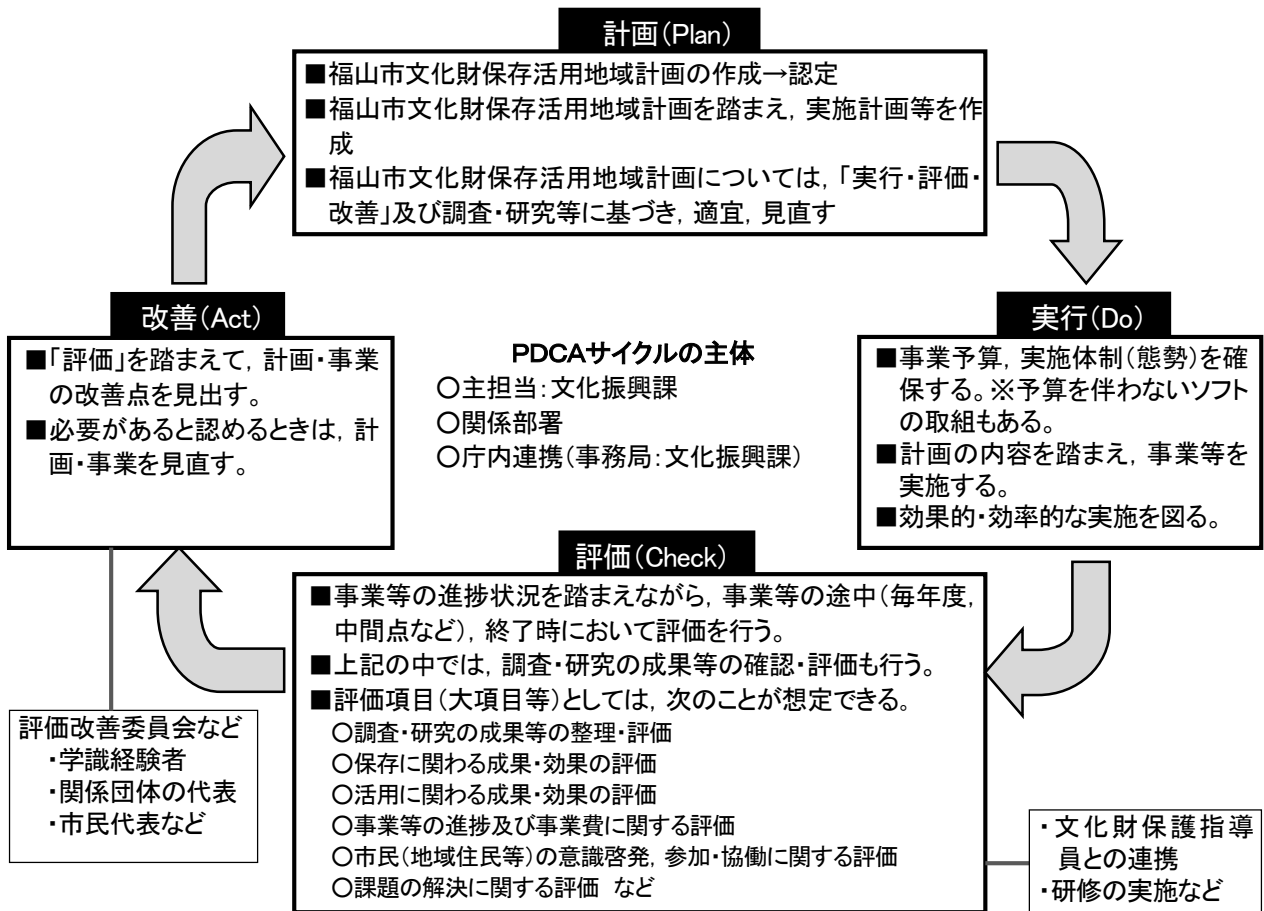 計画(Plan)
■福山市文化財保存活用地域計画の作成→認定
■福山市文化財保存活用地域計画を踏まえ，実施計画等を作
成
■福山市文化財保存活用地域計画については，「実行・評価・
改善」及び調査・研究等に基づき，適宜，見直す
改善(Act)
■「評価」を踏まえて，計画・事業
の改善点を見出す。
■必要があると認めるときは，計
画・事業を見直す。
PDCAサイクルの主体
○主担当：文化振興課
○関係部署
○庁内連携(事務局：文化振興課)
実行(Do)
■事業予算，実施体制(態勢)を確
保する。※予算を伴わないソフト
の取組もある。
■計画の内容を踏まえ，事業等を
実施する。
■効果的・効率的な実施を図る。
評価(Check)
■事業等の進捗状況を踏まえながら，事業等の途中(毎年度，
中間点など)，終了時において評価を行う。
■上記の中では，調査・研究の成果等の確認・評価も行う。
■評価項目(大項目等)としては，次のことが想定できる。
○調査・研究の成果等の整理・評価
○保存に関わる成果・効果の評価
○活用に関わる成果・効果の評価
○事業等の進捗及び事業費に関する評価
○市民(地域住民等)の意識啓発，参加・協働に関する評価
○課題の解決に関する評価 など
評価改善委員会など
・学識経験者
・関係団体の代表
・市民代表など
・文化財保護指導
員との連携
・研修の実施など